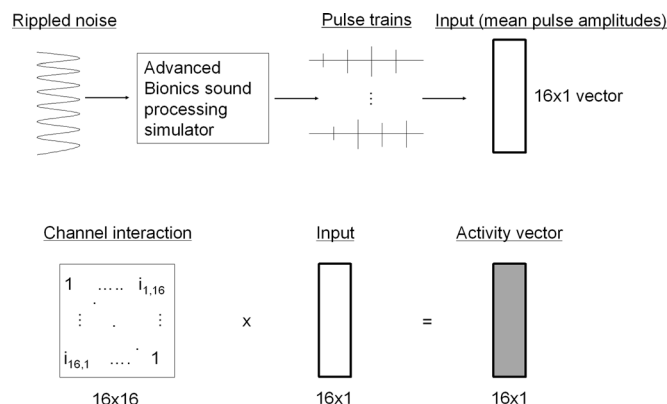 Rippled noise
Pulse trains
Input (mean pulse amplitudes)
Advanced
Bionics sound
processing
simulator
⋮
16x1 vector
Channel interaction
Input
Activity vector
1 ..... i1,16
⋮ . ⋮
i16,1 .... 1
x
=
16x16
16x1
16x1